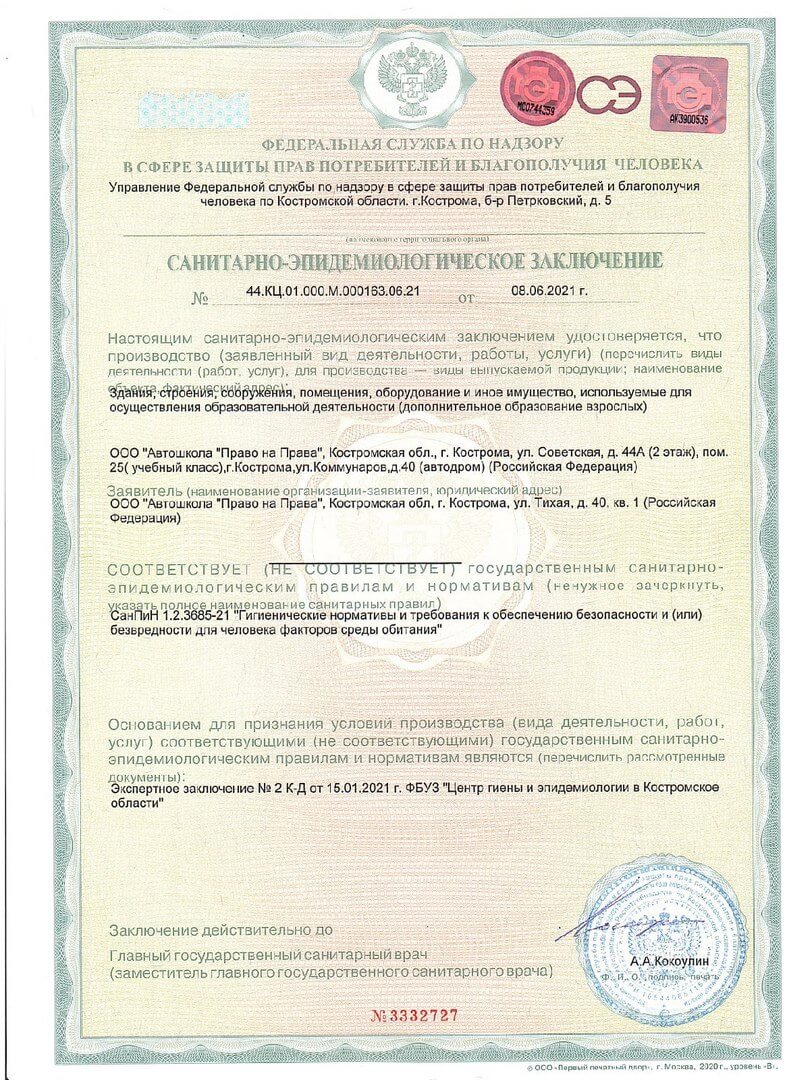 МС0744359
СЭ
АК3900536
ФЕДЕРАЛЬНАЯ СЛУЖБА ПО НАДЗОРУ
В СФЕРЕ ЗАЩИТЫ ПРАВ ПОТРЕБИТЕЛЕЙ И БЛАГОПОЛУЧИЯ ЧЕЛОВЕКА
Управление Федеральной службы по надзору в сфере защиты прав потребителей и благополучия
человека по Костромской области. г.Кострома, б-р Петрковский, д. 5
(наименование территориального органа)
САНИТАРНО-ЭПИДЕМИОЛОГИЧЕСКОЕ ЗАКЛЮЧЕНИЕ
№ 44.КЦ.01.000.М.000163.06.21 от 08.06.2021 г.
Настоящим санитарно-эпидемиологическим заключением удостоверяется, что
производство (заявленный вид деятельности, работы, услуги) (перечислить виды
деятельности (работ, услуг), для производства — виды выпускаемой продукции; наименование
объекта, фактический адрес):
Здания, строения, сооружения, помещения, оборудование и иное имущество, используемые для
осуществления образовательной деятельности (дополнительное образование взрослых)
ООО "Автошкола "Право на Права", Костромская обл., г. Кострома, ул. Советская, д. 44А (2 этаж), пом.
25( учебный класс),г.Кострома,ул.Коммунаров,д.40 (автодром) (Российская Федерация)
Заявитель (наименование организации-заявителя, юридический адрес)
ООО "Автошкола "Право на Права", Костромская обл, г. Кострома, ул. Тихая, д. 40, кв. 1 (Российская
Федерация)
СООТВЕТСТВУЕТ (НЕ СООТВЕТСТВУЕТ) государственным санитарно-
эпидемиологическим правилам и нормативам (ненужное зачеркнуть,
указать полное наименование санитарных правил)
СанПиН 1.2.3685-21 "Гигиенические нормативы и требования к обеспечению безопасности и (или)
безвредности для человека факторов среды обитания"
Основанием для признания условий производства (вида деятельности, работ,
услуг) соответствующими (не соответствующими) государственным санитарно-
эпидемиологическим правилам и нормативам являются (перечислить рассмотренные
документы):
Экспертное заключение № 2 К-Д от 15.01.2021 г. ФБУЗ "Центр гиены и эпидемиологии в Костромское
области"
Заключение действительно до
Главный государственный санитарный врач
(заместитель главного государственного санитарного врача)
А.А.Кокоулин
Ф. И. О., подпись, печать
№3332727
© ООО «Первый печатный двор», г. Москва, 2020 г., уровень «В».